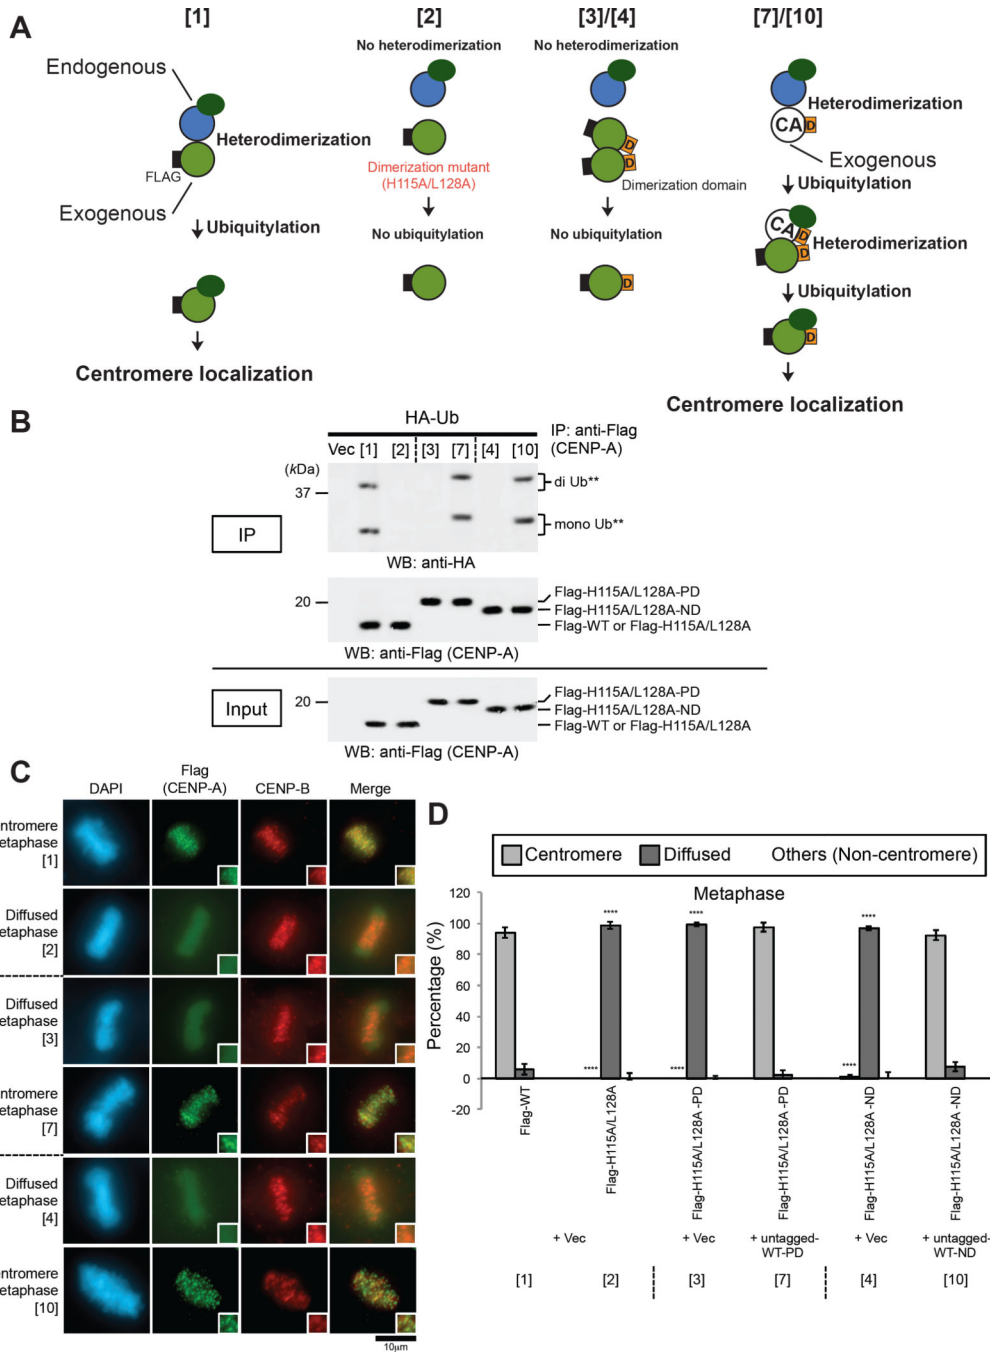 A
[1]
[2]
[3]/[4]
[7]/[10]
Endogenous
Heterodimerization
FLAG
Exogenous
Ubiquitylation
Centromere localization
No heterodimerization
Dimerization mutant
(H115A/L128A)
No ubiquitylation
No heterodimerization
D
D
Dimerization domain
No ubiquitylation
D
Heterodimerization
CA D
Exogenous
Ubiquitylation
CA D
D
Heterodimerization
Ubiquitylation
D
Centromere localization
B
HA-Ub
Vec [1] [2] [3] [7] [4] [10]
IP: anti-Flag
(CENP-A)
(kDa)
37
di Ub**
mono Ub**
IP
WB: anti-HA
20
Flag-H115A/L128A-PD
Flag-H115A/L128A-ND
Flag-WT or Flag-H115A/L128A
WB: anti-Flag (CENP-A)
Input
20
Flag-H115A/L128A-PD
Flag-H115A/L128A-ND
Flag-WT or Flag-H115A/L128A
WB: anti-Flag (CENP-A)
C
DAPI
Flag
(CENP-A)
CENP-B
Merge
entromere
etaphase
[1]
Diffused
etaphase
[2]
Diffused
etaphase
[3]
entromere
etaphase
[7]
Diffused
etaphase
[4]
entromere
etaphase
[10]
10μm
D
Centromere Diffused Others (Non-centromere)
Metaphase
Percentage (%)
120
100
80
60
40
20
0
-20
**** **** ****
**** **** ****
Flag-WT
Flag-H115A/L128A
Flag-H115A/L128A -PD
Flag-H115A/L128A -PD
Flag-H115A/L128A -ND
Flag-H115A/L128A -ND
+ Vec
+ Vec
+ untagged-
WT-PD
+ Vec
+ untagged-
WT-ND
[1] [2] [3] [7] [4] [10]